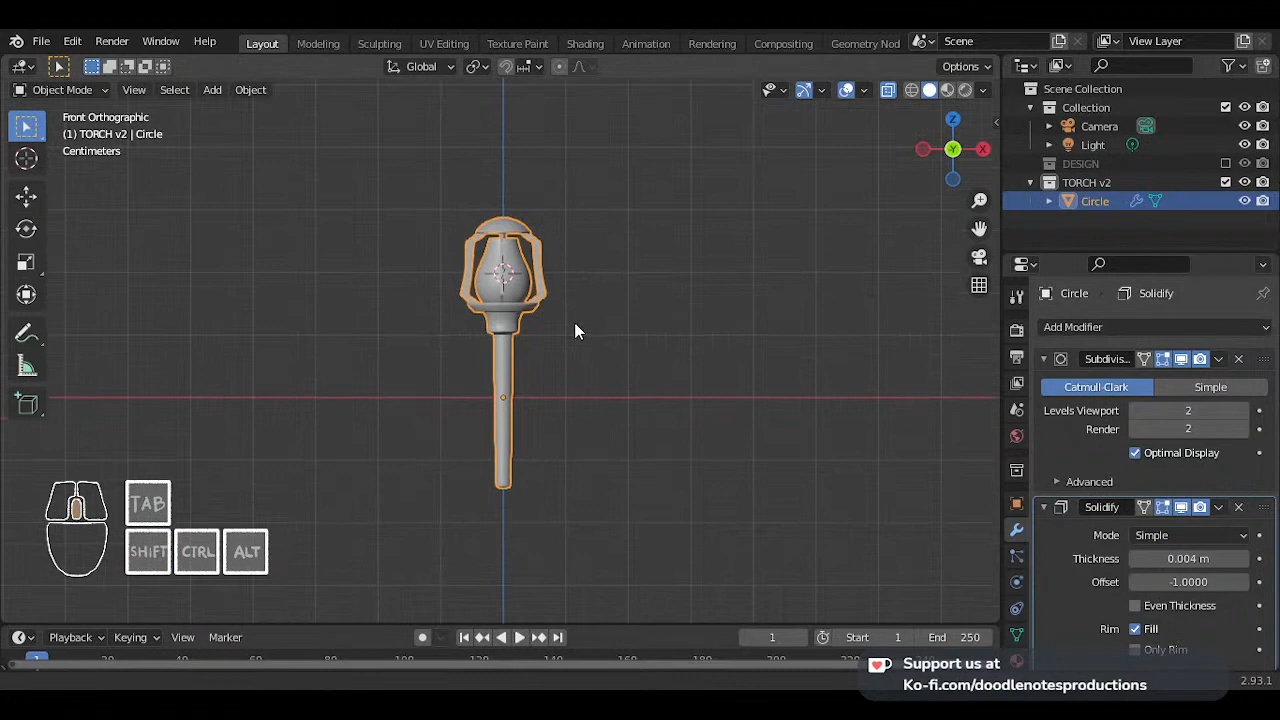 File Edit Render Window Help
Layout Modeling Sculpting UV Editing Texture Paint Shading Animation Rendering Compositing Geometry Nod
Scene
View Layer
Global
Options
Object Mode View Select Add Object
Front Orthographic
(1) TORCH v2 | Circle
Centimeters
Z
X
-Y
Scene Collection
Collection
Camera
Light
DESIGN
TORCH v2
Circle
Circle > Solidify
Add Modifier
Subdivis...
Catmull-Clark Simple
Levels Viewport 2
Render 2
Optimal Display
Advanced
Solidify
Mode Simple
Thickness 0.004 m
Offset -1.0000
Even Thickness
Rim Fill
Only Rim
TAB
SHIFT CTRL ALT
Playback Keying View Marker
1
Start 1 End 250
1
Support us at
Ko-fi.com/doodlenotesproductions
2.93.1